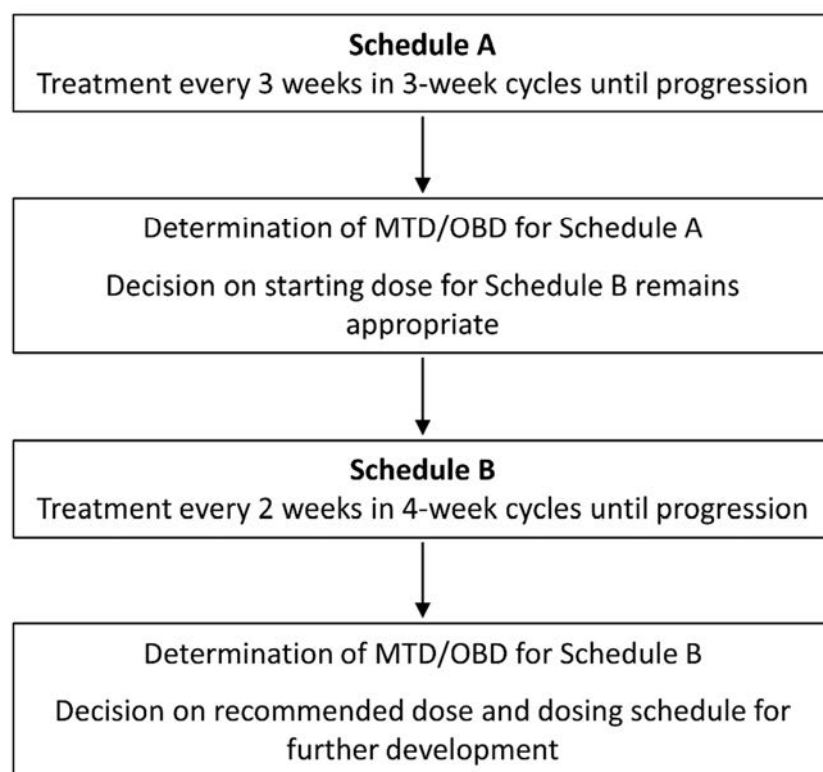 Schedule A
Treatment every 3 weeks in 3-week cycles until progression
Determination of MTD/OBD for Schedule A
Decision on starting dose for Schedule B remains
appropriate
Schedule B
Treatment every 2 weeks in 4-week cycles until progression
Determination of MTD/OBD for Schedule B
Decision on recommended dose and dosing schedule for
further development